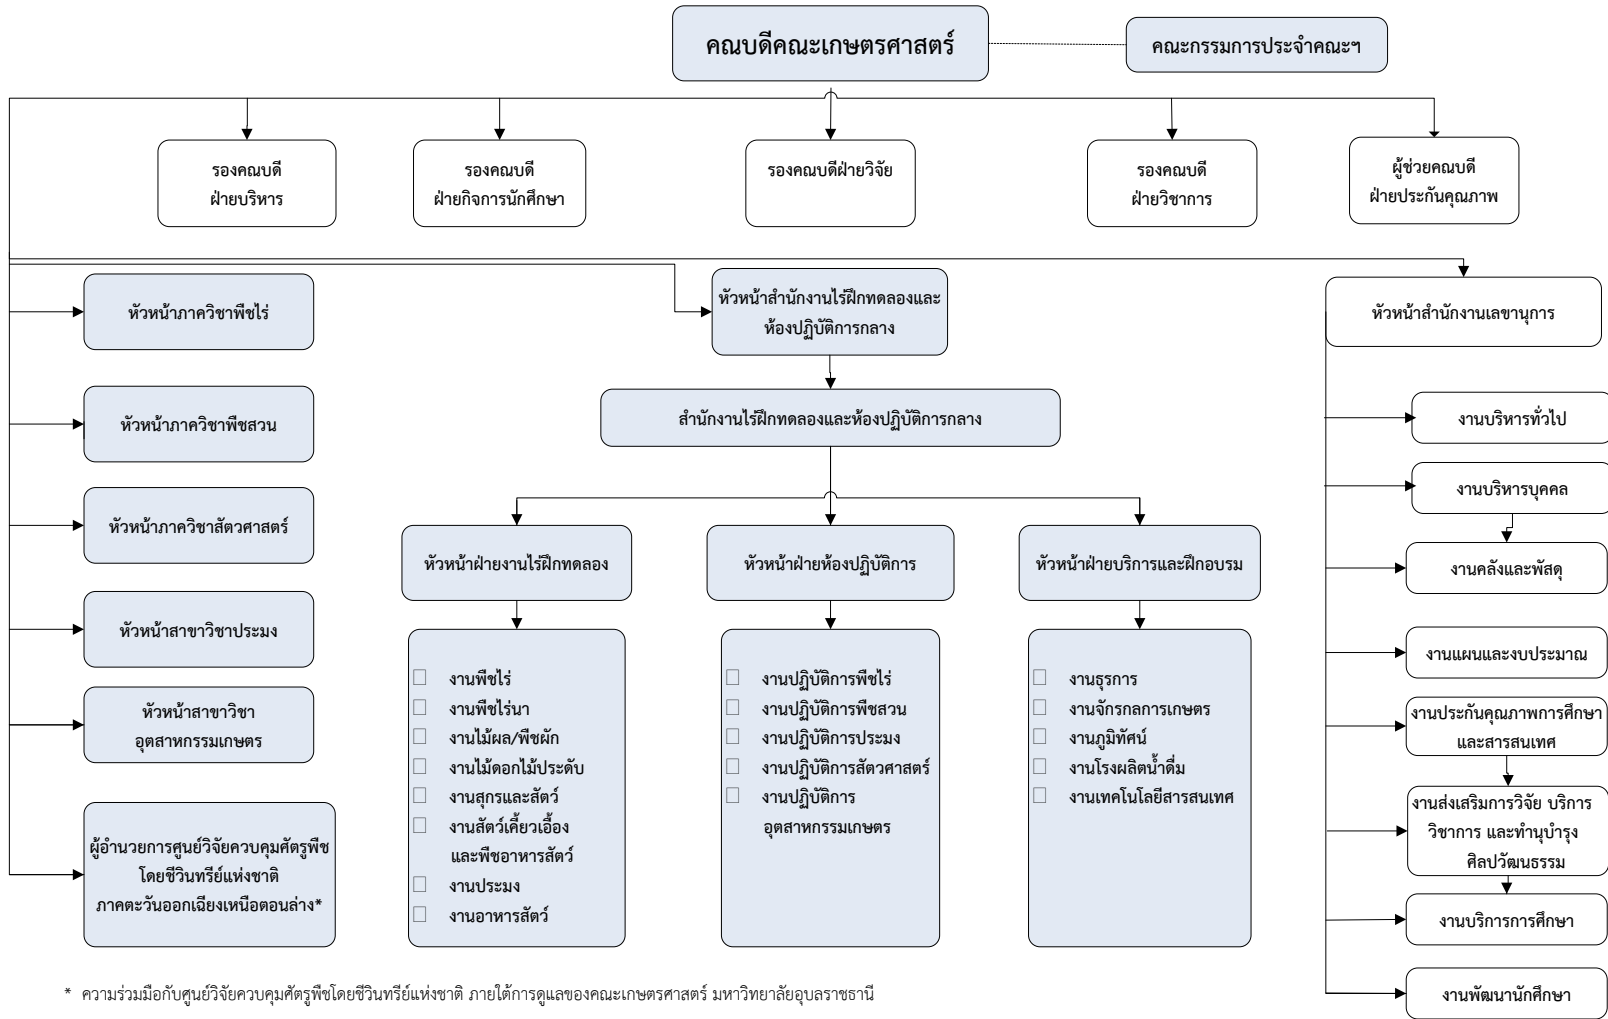 คณบดีคณะเกษตรศาสตร์
คณะกรรมการประจำคณะฯ
รองคณบดี
ฝ่ายบริหาร
รองคณบดี
ฝ่ายกิจการนักศึกษา
รองคณบดีฝ่ายวิจัย
รองคณบดี
ฝ่ายวิชาการ
ผู้ช่วยคณบดี
ฝ่ายประกันคุณภาพ
หัวหน้าภาควิชาพืชไร่
หัวหน้าภาควิชาพืชสวน
หัวหน้าภาควิชาสัตวศาสตร์
หัวหน้าสาขาวิชาประมง
หัวหน้าสาขาวิชา
อุตสาหกรรมเกษตร
ผู้อำนวยการศูนย์วิจัยควบคุมศัตรูพืช
โดยชีวินทรีย์แห่งชาติ
ภาคตะวันออกเฉียงเหนือตอนล่าง*
หัวหน้าสำนักงานไร่ฝึกทดลองและ
ห้องปฏิบัติการกลาง
สำนักงานไร่ฝึกทดลองและห้องปฏิบัติการกลาง
หัวหน้าฝ่ายงานไร่ฝึกทดลอง
งานพืชไร่
งานพืชไร่นา
งานไม้ผล/พืชผัก
งานไม้ดอกไม้ประดับ
งานสุกรและสัตว์
งานสัตว์เคี้ยวเอื้อง
และพืชอาหารสัตว์
งานประมง
งานอาหารสัตว์
หัวหน้าฝ่ายห้องปฏิบัติการ
งานปฏิบัติการพืชไร่
งานปฏิบัติการพืชสวน
งานปฏิบัติการประมง
งานปฏิบัติการสัตวศาสตร์
งานปฏิบัติการ
อุตสาหกรรมเกษตร
หัวหน้าฝ่ายบริการและฝึกอบรม
งานธุรการ
งานจักรกลการเกษตร
งานภูมิทัศน์
งานโรงผลิตน้ำดื่ม
งานเทคโนโลยีสารสนเทศ
หัวหน้าสำนักงานเลขานุการ
งานบริหารทั่วไป
งานบริหารบุคคล
งานคลังและพัสดุ
งานแผนและงบประมาณ
งานประกันคุณภาพการศึกษา
และสารสนเทศ
งานส่งเสริมการวิจัย บริการ
วิชาการ และทำนุบำรุง
ศิลปวัฒนธรรม
งานบริการการศึกษา
งานพัฒนานักศึกษา
* ความร่วมมือกับศูนย์วิจัยควบคุมศัตรูพืชโดยชีวินทรีย์แห่งชาติ ภายใต้การดูแลของคณะเกษตรศาสตร์ มหาวิทยาลัยอุบลราชธานี